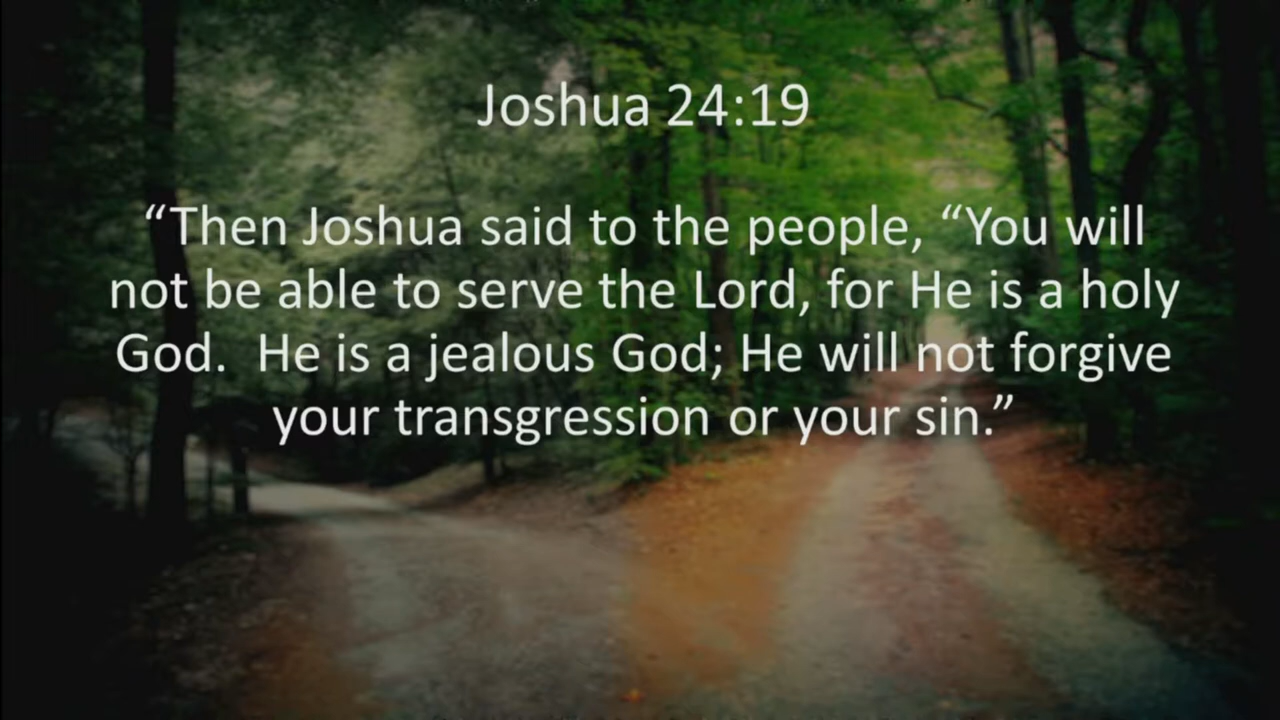 Joshua 24:19
“Then Joshua said to the people, “You will
not be able to serve the Lord, for He is a holy
God.  He is a jealous God; He will not forgive
your transgression or your sin.”